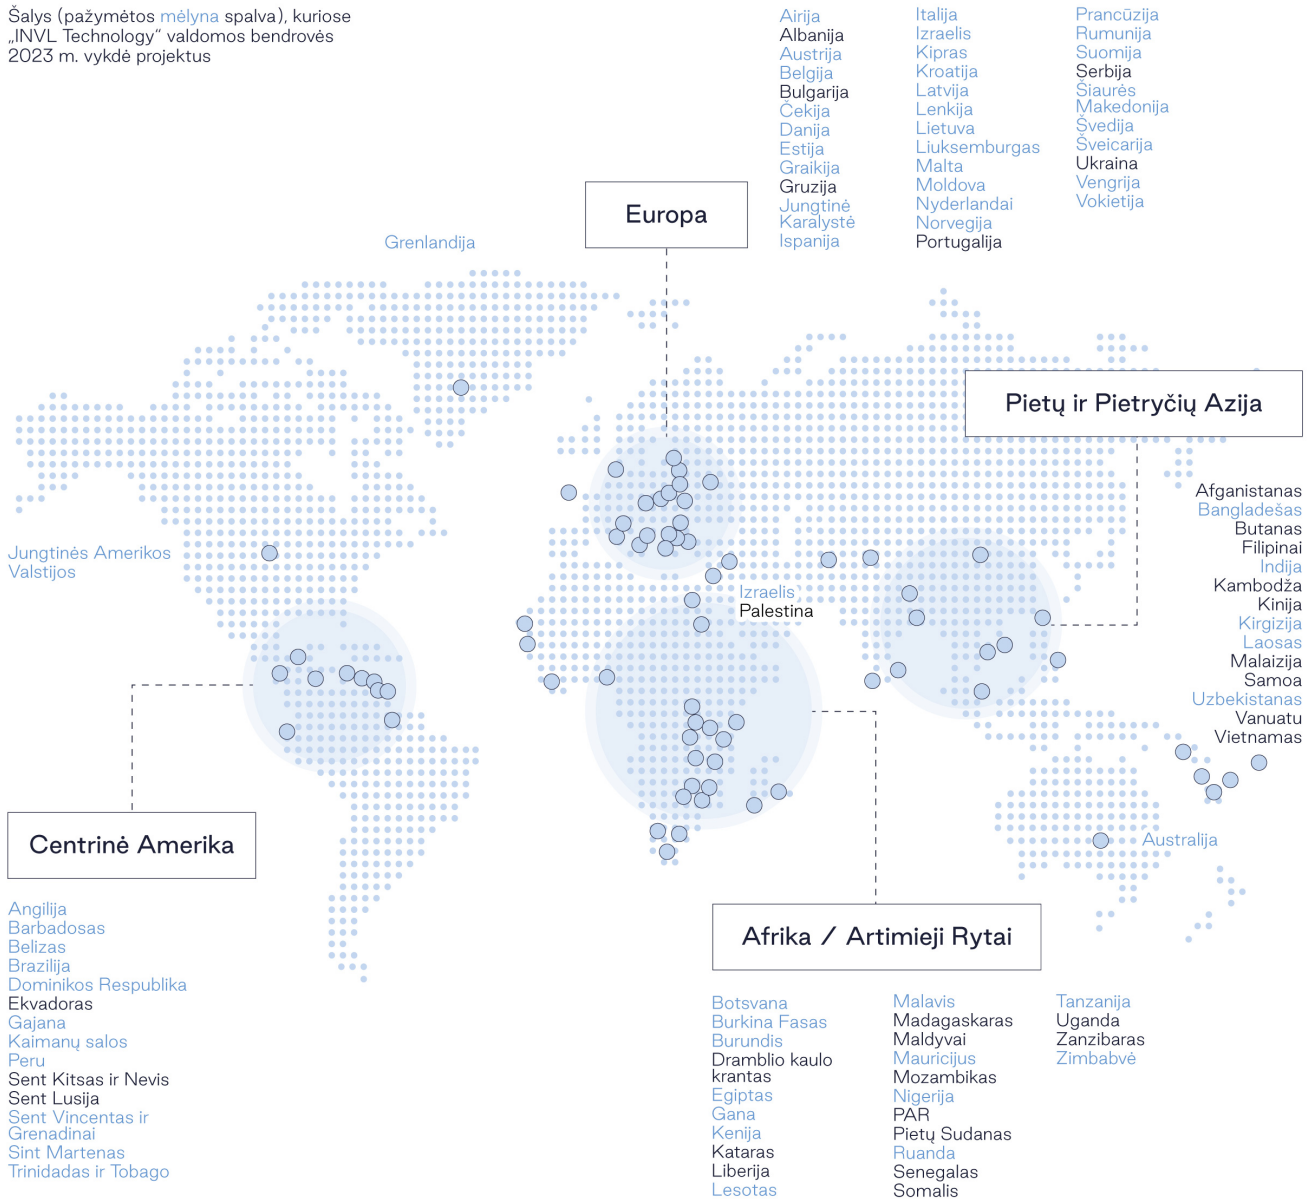 Šalys (pažymėtos mėlyna spalva), kuriose
„INVL Technology“ valdomos bendrovės
2023 m. vykdė projektus
Airija
Albanija
Austrija
Belgija
Bulgarija
Čekija
Danija
Estija
Graikija
Gruzija
Jungtinė
Karalystė
Ispanija
Italija
Izraelis
Kipras
Kroatija
Latvija
Lenkija
Lietuva
Liuksemburgas
Malta
Moldova
Nyderlandai
Norvegija
Portugalija
Prancūzija
Rumunija
Suomija
Serbija
Šiaurės
Makedonija
Švedija
Šveicarija
Ukraina
Vengrija
Vokietija
Europa
Grenlandija
Pietų ir Pietryčių Azija
Afganistanas
Bangladešas
Butanas
Filipinai
Indija
Kambodža
Kinija
Kirgizija
Laosas
Malaizija
Samoa
Uzbekistanas
Vanuatu
Vietnamas
Jungtinės Amerikos
Valstijos
Izraelis
Palestina
Australija
Centrinė Amerika
Angilija
Barbadosas
Belizas
Brazilija
Dominikos Respublika
Ekvadoras
Gajana
Kaimanų salos
Peru
Sent Kitsas ir Nevis
Sent Lusija
Sent Vincentas ir
Grenadinai
Sint Martenas
Trinidadas ir Tobago
Afrika / Artimieji Rytai
Botsvana
Burkina Fasas
Burundis
Dramblio kaulo
krantas
Egiptas
Gana
Kenija
Kataras
Liberija
Lesotas
Malavis
Madagaskaras
Maldyvai
Mauricijus
Mozambikas
Nigerija
PAR
Pietų Sudanas
Ruanda
Senegalas
Somalis
Tanzanija
Uganda
Zanzibaras
Zimbabvė